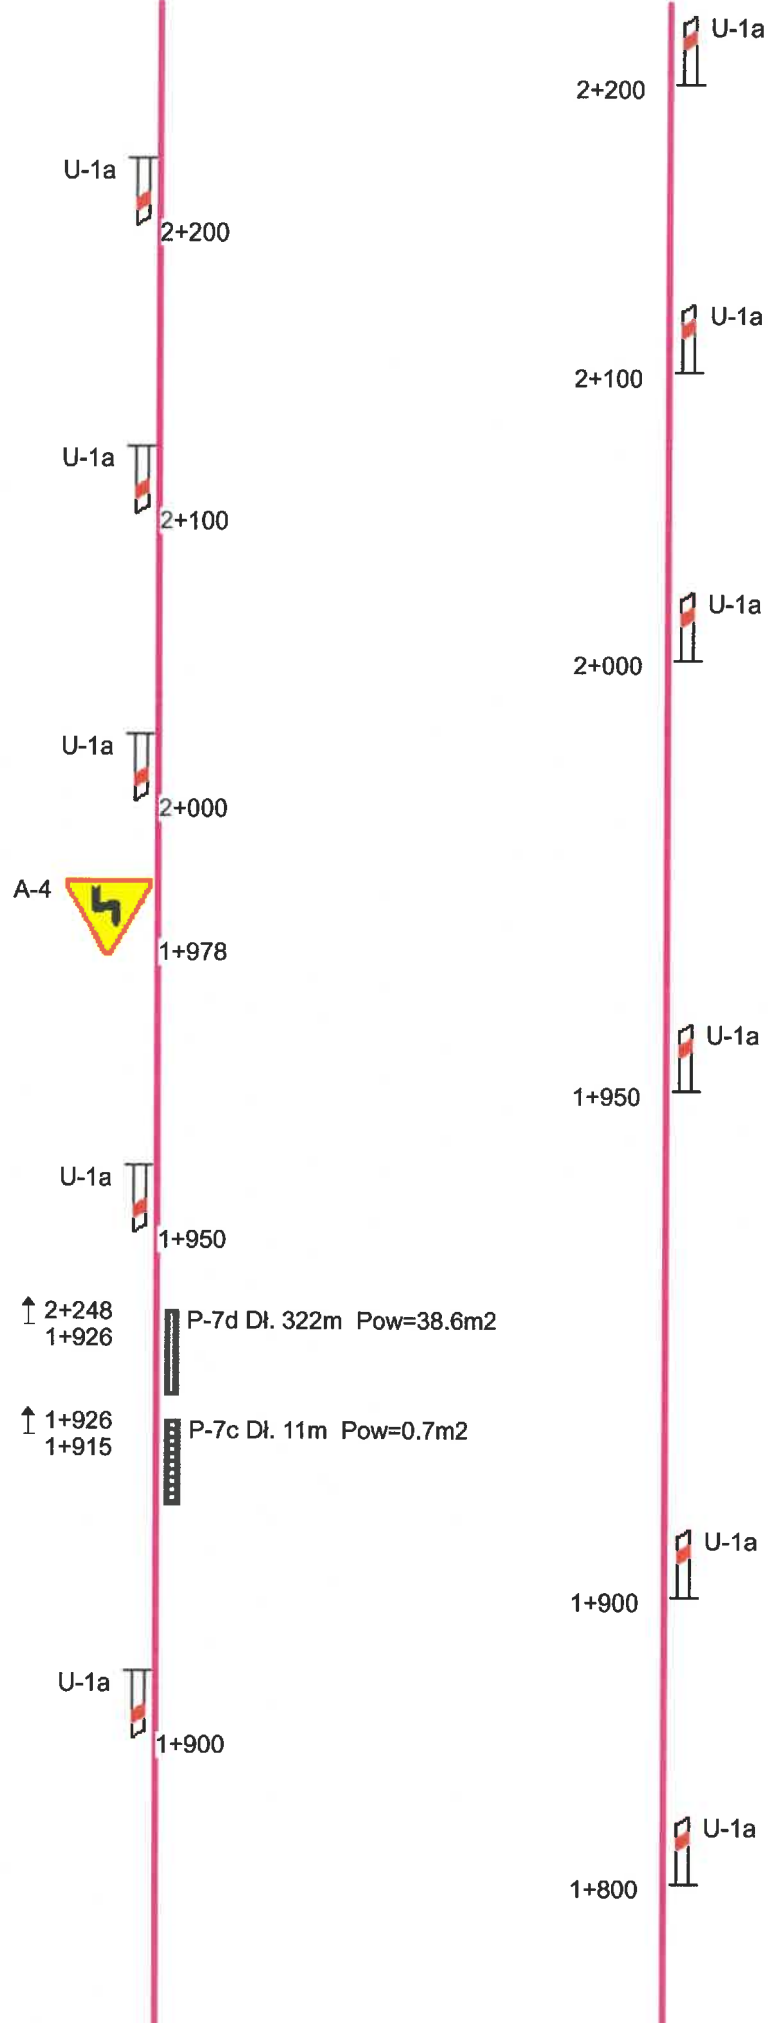 U-1a
2+200
U-1a
2+200
U-1a
2+100
U-1a
2+100
U-1a
2+000
U-1a
2+000
A-4
1+978
U-1a
1+950
U-1a
1+950
2+248
1+926
P-7d Dł. 322m Pow=38.6m2
1+926
1+915
P-7c Dł. 11m Pow=0.7m2
U-1a
1+900
U-1a
1+900
U-1a
1+800